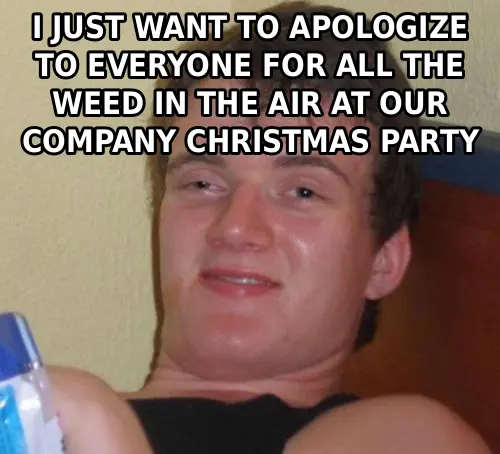 I JUST WANT TO APOLOGIZE
TO EVERYONE FOR ALL THE
WEED IN THE AIR AT OUR
COMPANY CHRISTMAS PARTY